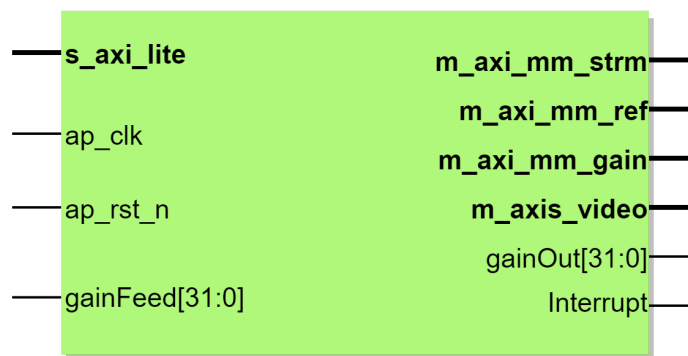 s_axi_lite
ap_clk
ap_rst_n
gainFeed[31:0]
m_axi_mm_strm
m_axi_mm_ref
m_axi_mm_gain
m_axis_video
gainOut[31:0]
Interrupt